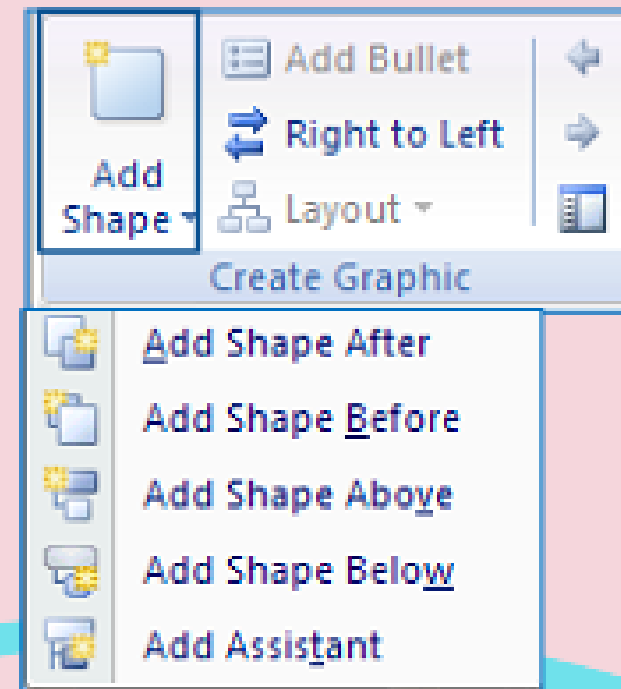 Add Bullet
Right to Left
Add
Shape
Layout
Create Graphic
Add Shape After
Add Shape Before
Add Shape Above
Add Shape Below
Add Assistant